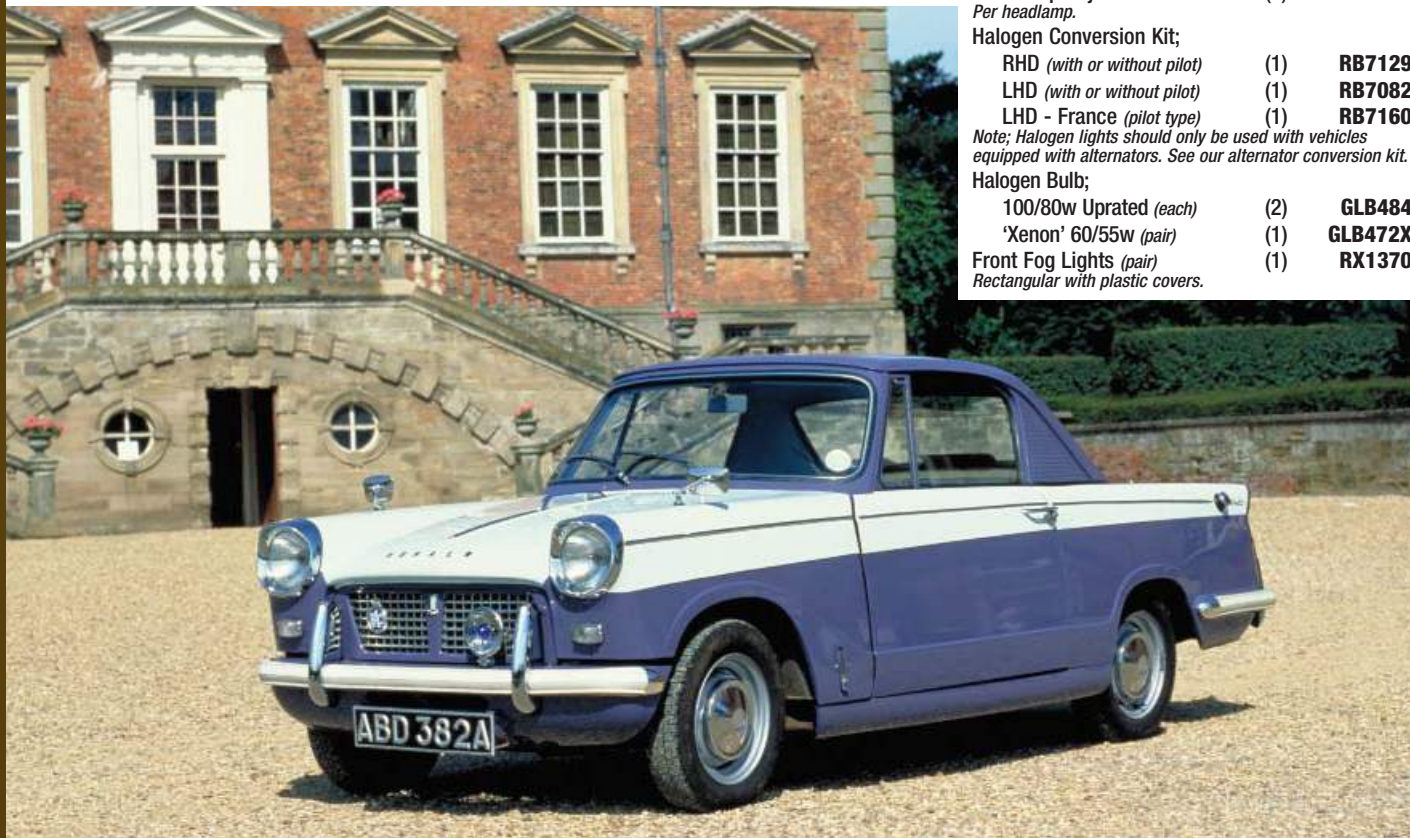 Per headlamp.
Halogen Conversion Kit;
RHD (with or without pilot) (1) RB7129
LHD (with or without pilot) (1) RB7082
LHD - France (pilot type) (1) RB7160
Note; Halogen lights should only be used with vehicles
equipped with alternators. See our alternator conversion kit.
Halogen Bulb;
100/80w Uprated (each) (2) GLB484
‘Xenon’ 60/55w (pair) (1) GLB472X
Front Fog Lights (pair) (1) RX1370
Rectangular with plastic covers.
ABD 382A